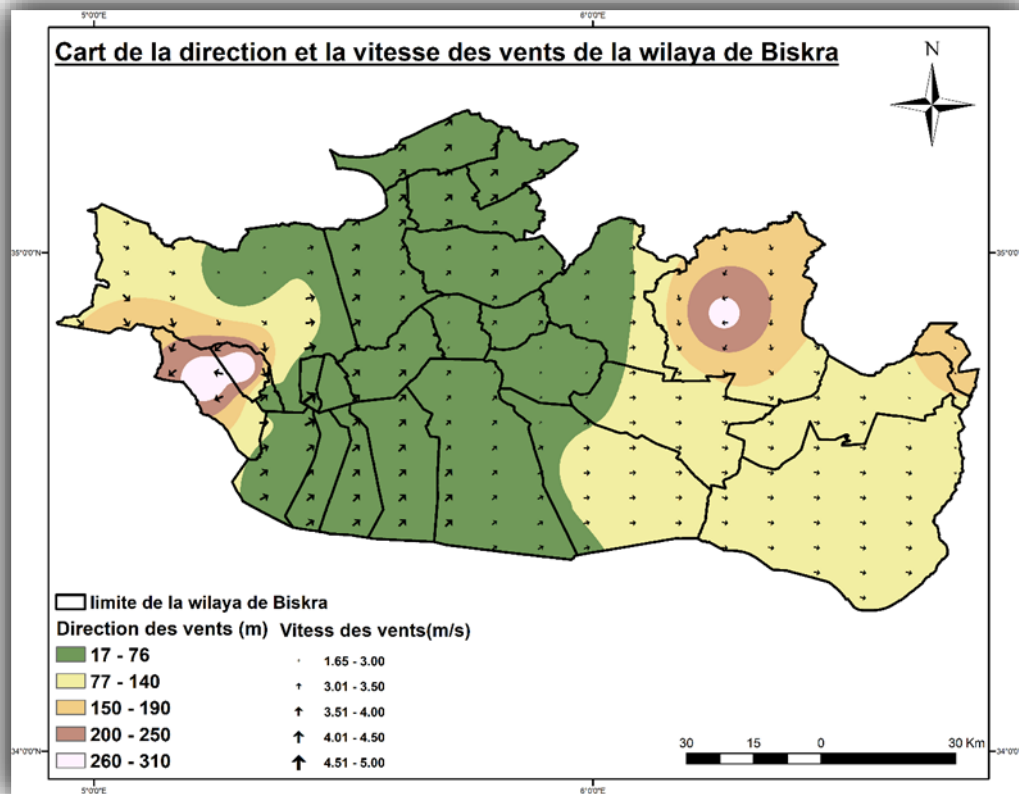 5°0'0"E 6°0'0"E
Cart de la direction et la vitesse des vents de la wilaya de Biskra
N
35°0'0"N 35°0'0"N
limite de la wilaya de Biskra
Direction des vents (m) Vitess des vents(m/s)
17 - 76 1.65 - 3.00
77 - 140 3.01 - 3.50
150 - 190 3.51 - 4.00
200 - 250 4.01 - 4.50
260 - 310 4.51 - 5.00
30 15 0 30 Km
34°0'0"N 34°0'0"N
5°0'0"E 6°0'0"E